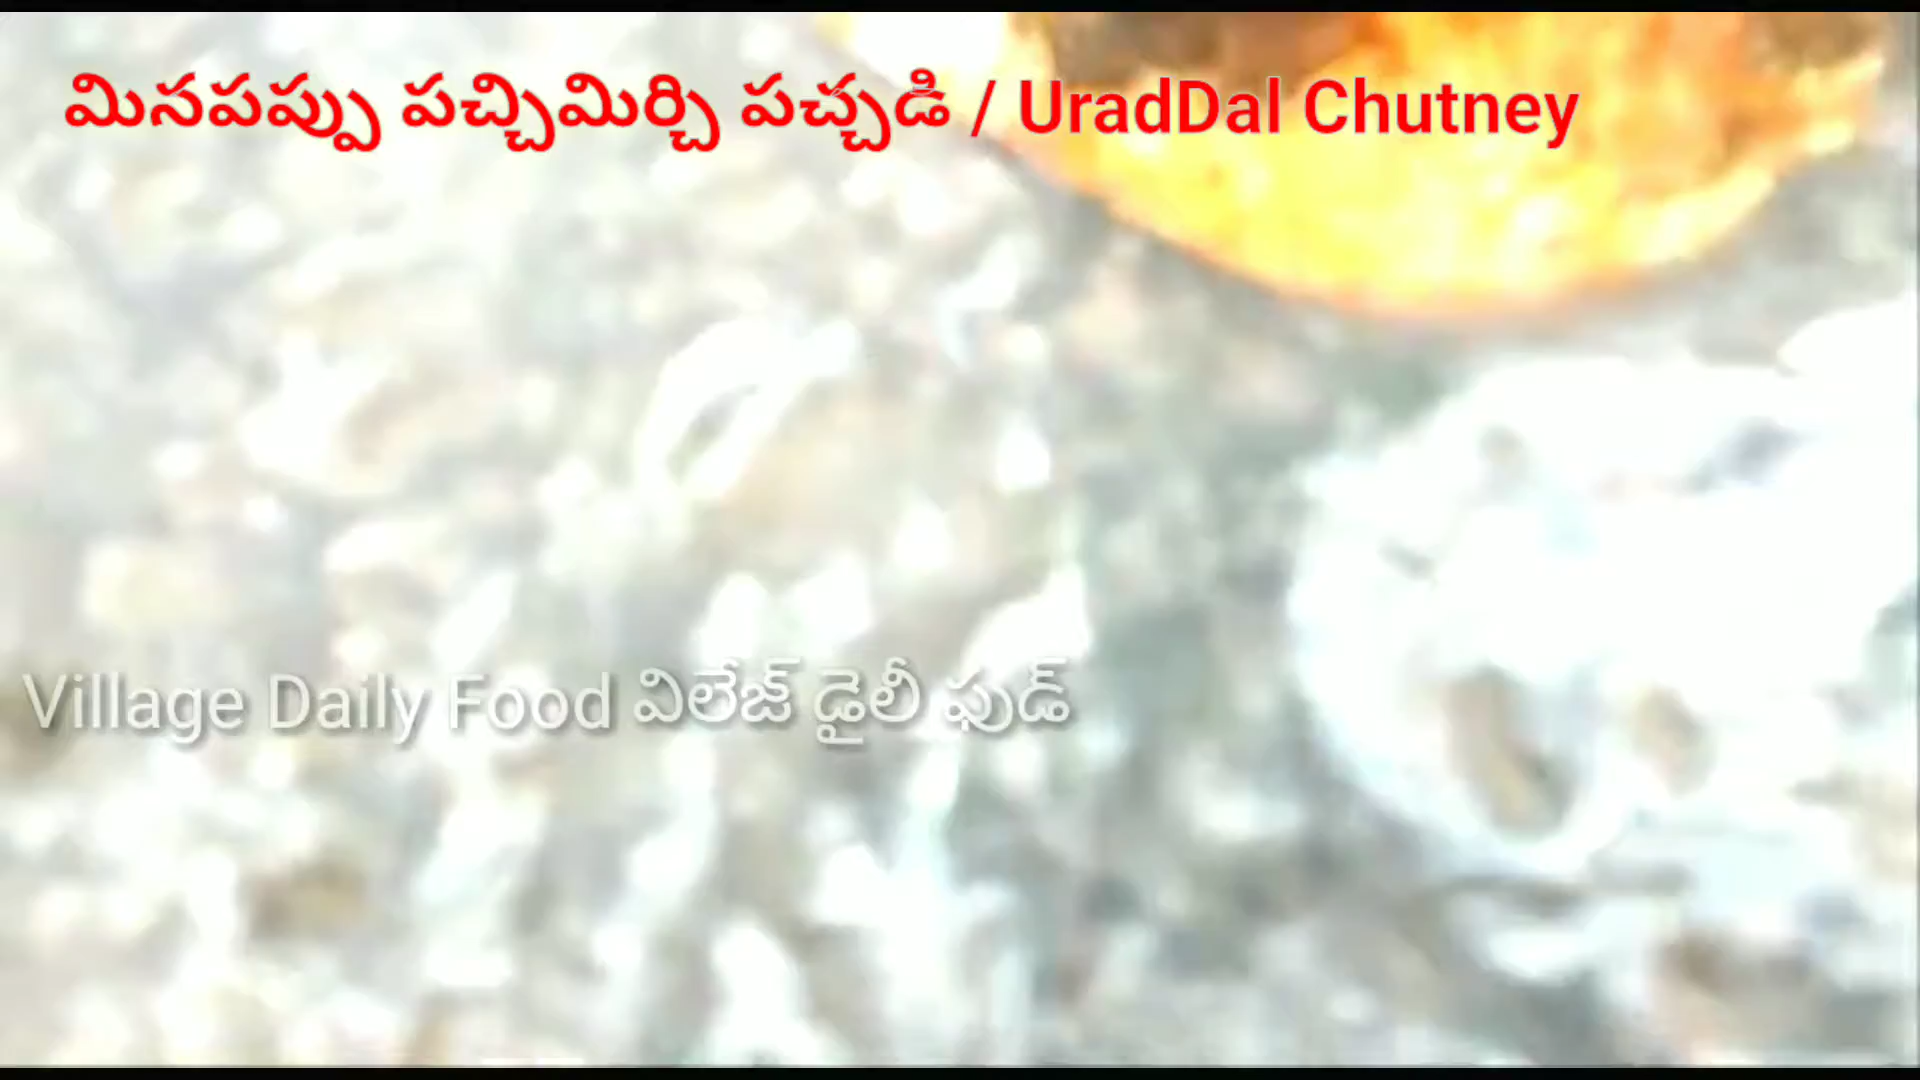 మినపప్పు పచ్చిమిర్చి పచ్చడి / UradDal Chutney
Village Daily Food విలేజ్ డైలీ ఫుడ్